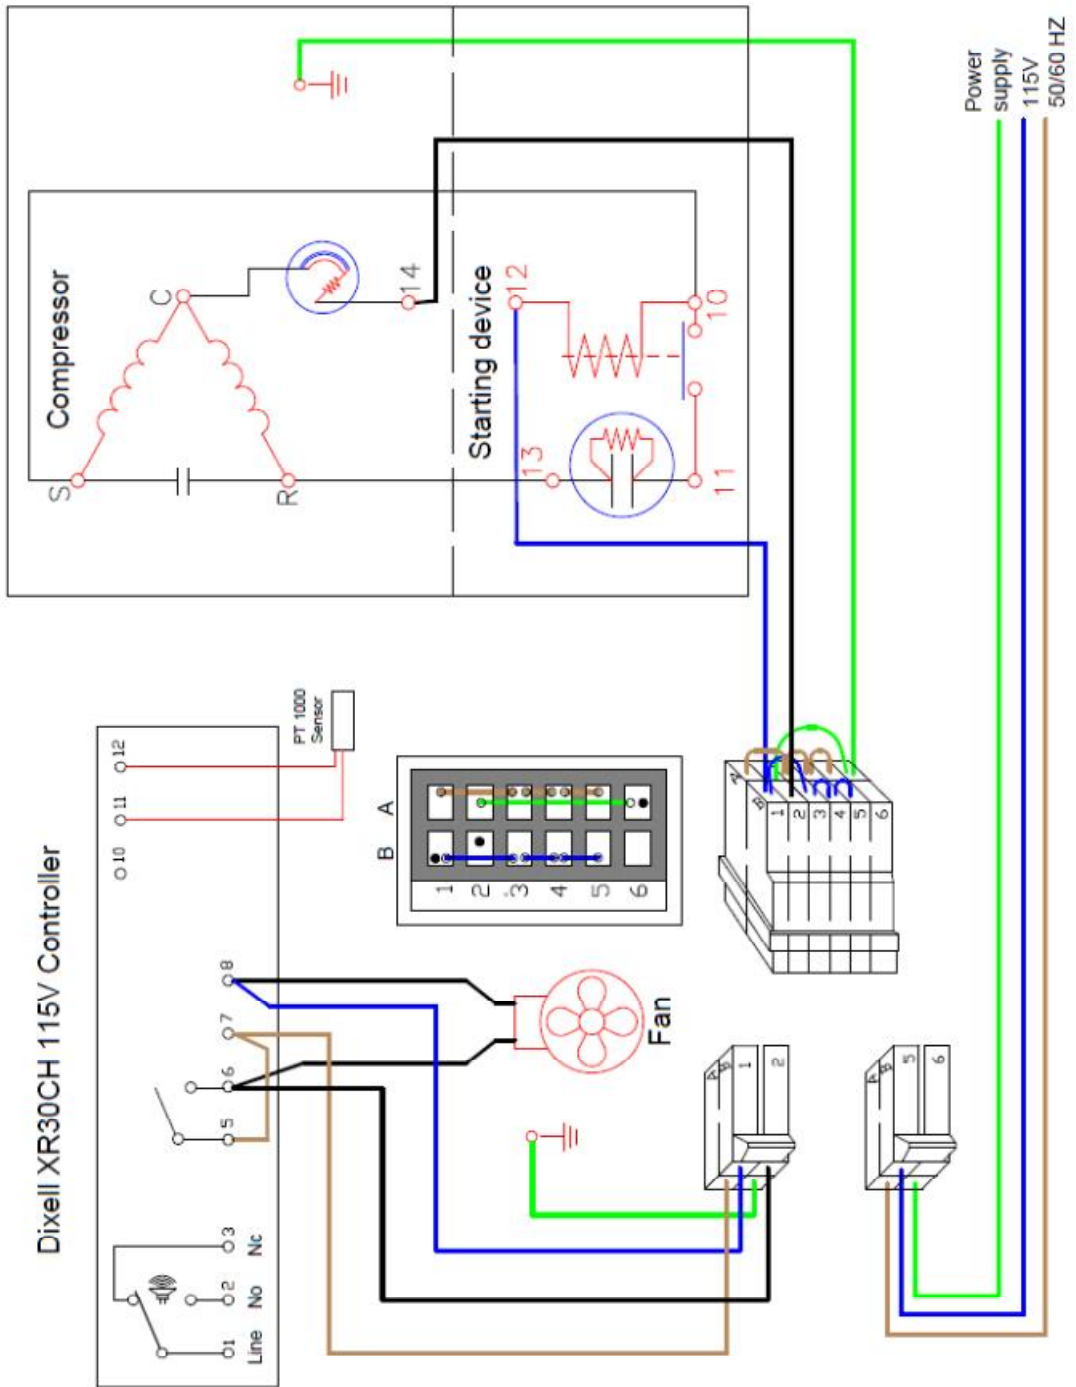 Dixell XR30CH 115V Controller
Line
No
Nc
1
2
3
5
6
7
8
10
11
12
PT 1000
Sensor
Compressor
S
C
R
14
Starting device
12
13
10
11
Fan
B
A
1
2
3
4
5
6
A
B
1
2
3
4
5
6
A
B
1
2
A
B
5
6
Power
supply
115V
50/60 HZ